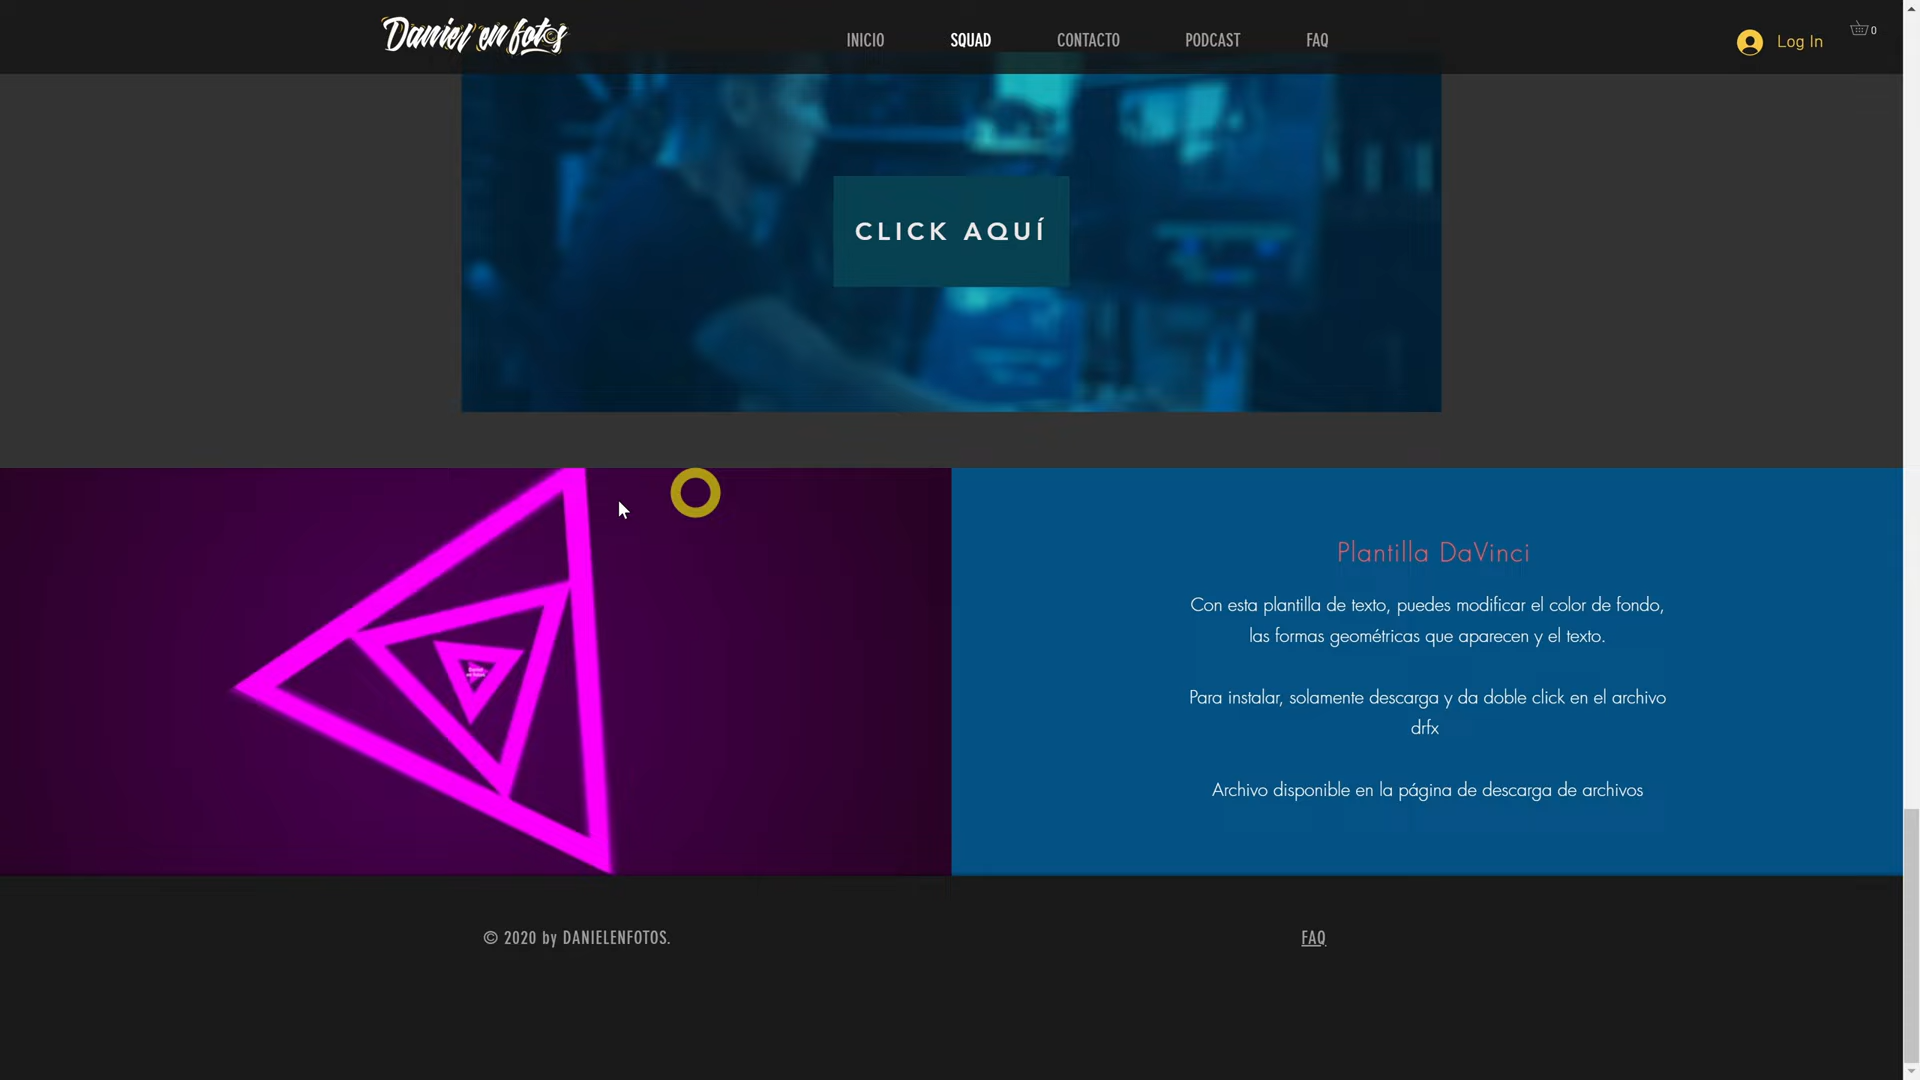 Daniel en fotos
INICIO
SQUAD
CONTACTO
PODCAST
FAQ
Log In
0
CLICK AQUÍ
Plantilla DaVinci
Con esta plantilla de texto, puedes modificar el color de fondo,
las formas geométricas que aparecen y el texto.
Para instalar, solamente descarga y da doble click en el archivo
drfx
Archivo disponible en la página de descarga de archivos
© 2020 by DANIELENFOTOS.
FAQ